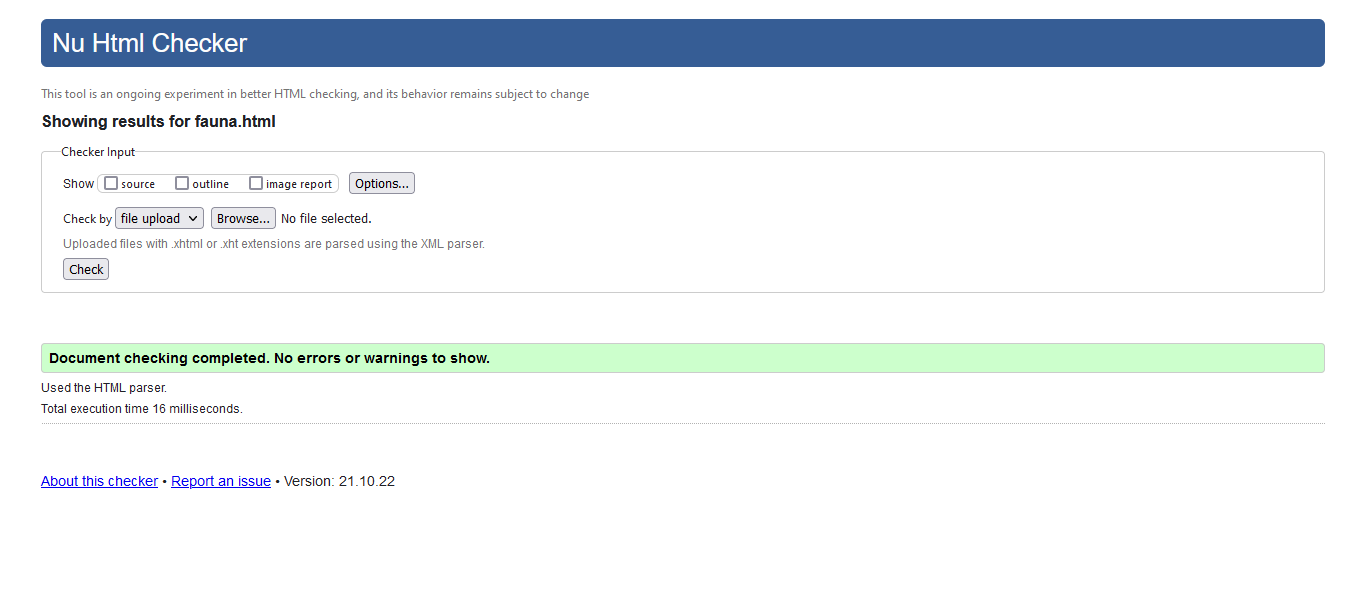 Nu Html Checker
This tool is an ongoing experiment in better HTML checking, and its behavior remains subject to change
Showing results for fauna.html
Checker Input
Show source outline image report Options...
Check by file upload Browse... No file selected.
Uploaded files with .xhtml or .xht extensions are parsed using the XML parser.
Check
Document checking completed. No errors or warnings to show.
Used the HTML parser.
Total execution time 16 milliseconds.
About this checker • Report an issue • Version: 21.10.22